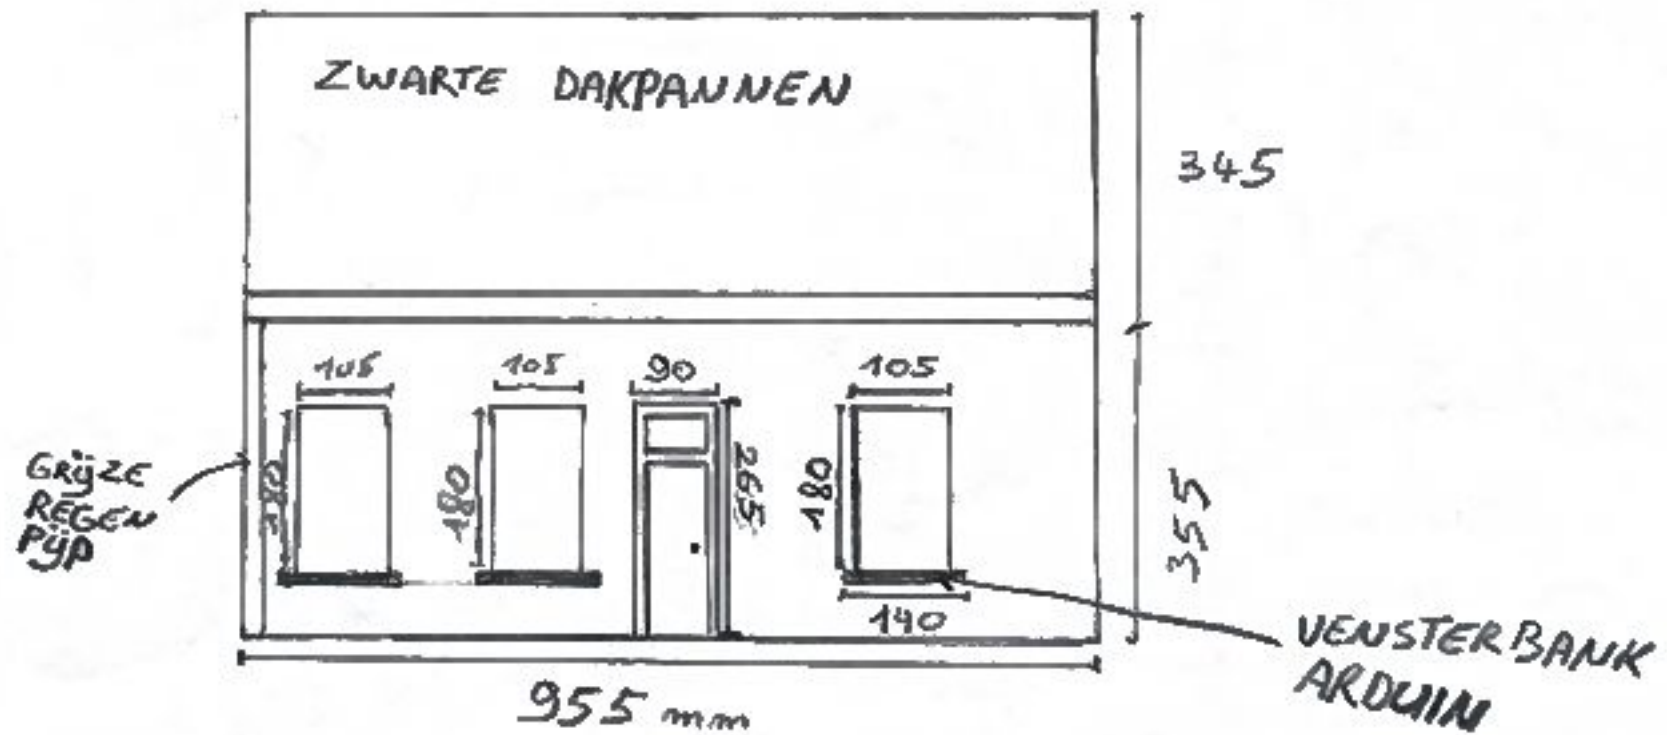 ZWARTE DAKPANNEN
345
105
105
90
105
180
180
265
180
355
GRIJZE
REGEN
PIJP
140
VENSTERBANK
ARDUIN
955 mm